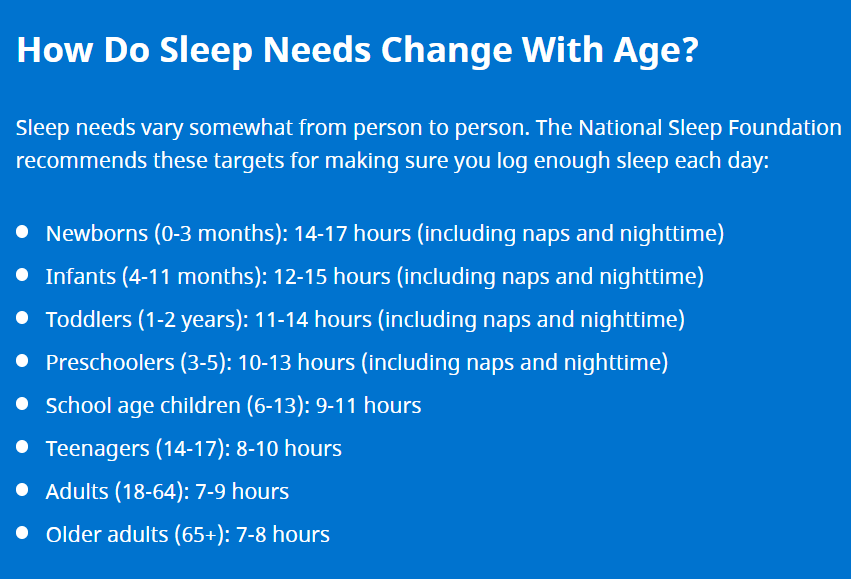 How Do Sleep Needs Change With Age?
Sleep needs vary somewhat from person to person. The National Sleep Foundation
recommends these targets for making sure you log enough sleep each day:
Newborns (0-3 months): 14-17 hours (including naps and nighttime)
Infants (4-11 months): 12-15 hours (including naps and nighttime)
Toddlers (1-2 years): 11-14 hours (including naps and nighttime)
Preschoolers (3-5): 10-13 hours (including naps and nighttime)
School age children (6-13): 9-11 hours
Teenagers (14-17): 8-10 hours
Adults (18-64): 7-9 hours
Older adults (65+): 7-8 hours